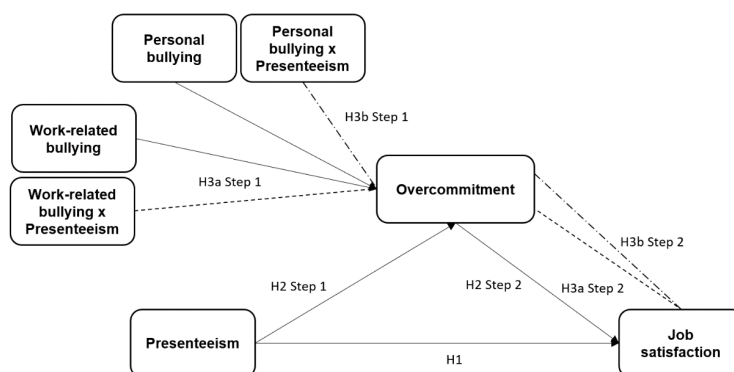 Personal
bullying
Personal
bullying x
Presenteeism
H3b Step 1
Work-related
bullying
H3a Step 1
Work-related
bullying x
Presenteeism
Overcommitment
H3b Step 2
H2 Step 1
H2 Step 2
H3a Step 2
Presenteeism
H1
Job
satisfaction